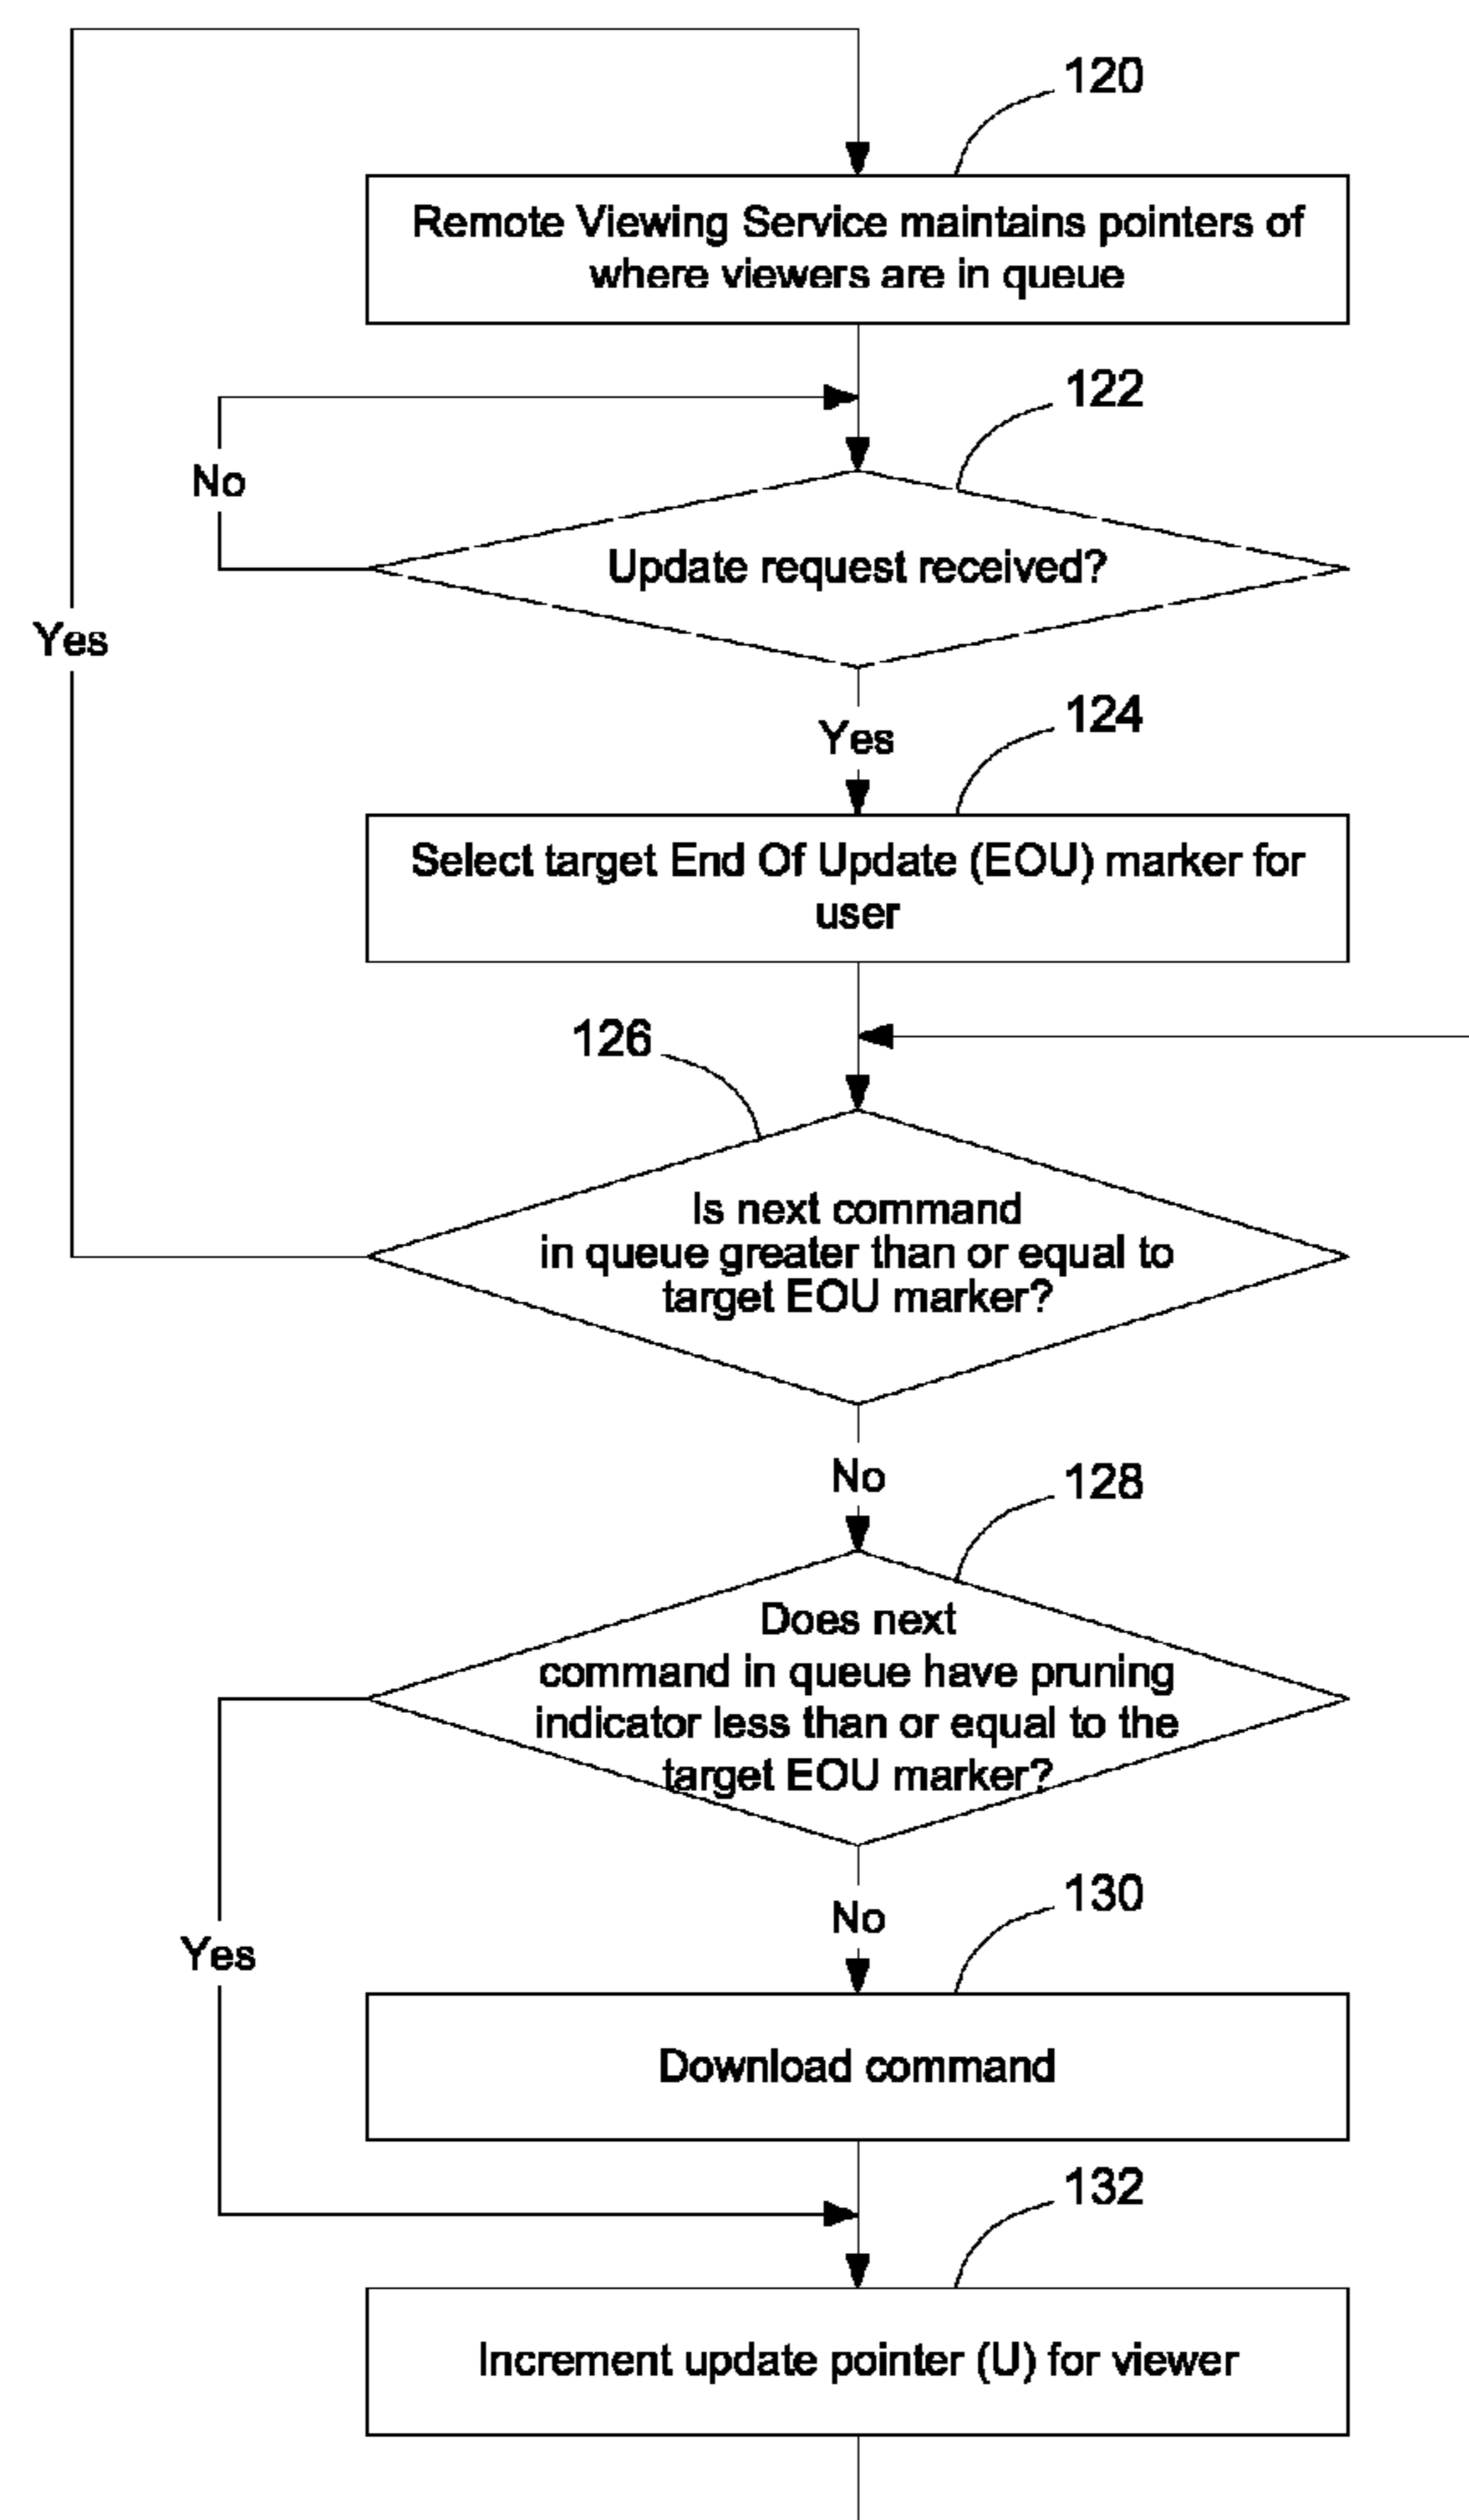 120
Remote Viewing Service maintains pointers of
where viewers are in queue
122
No
Update request received?
Yes
Yes
124
Select target End Of Update (EOU) marker for
user
126
Is next command
in queue greater than or equal to
target EOU marker?
No
128
Does next
command in queue have pruning
indicator less than or equal to the
target EOU marker?
No
130
Yes
Download command
132
Increment update pointer (U) for viewer